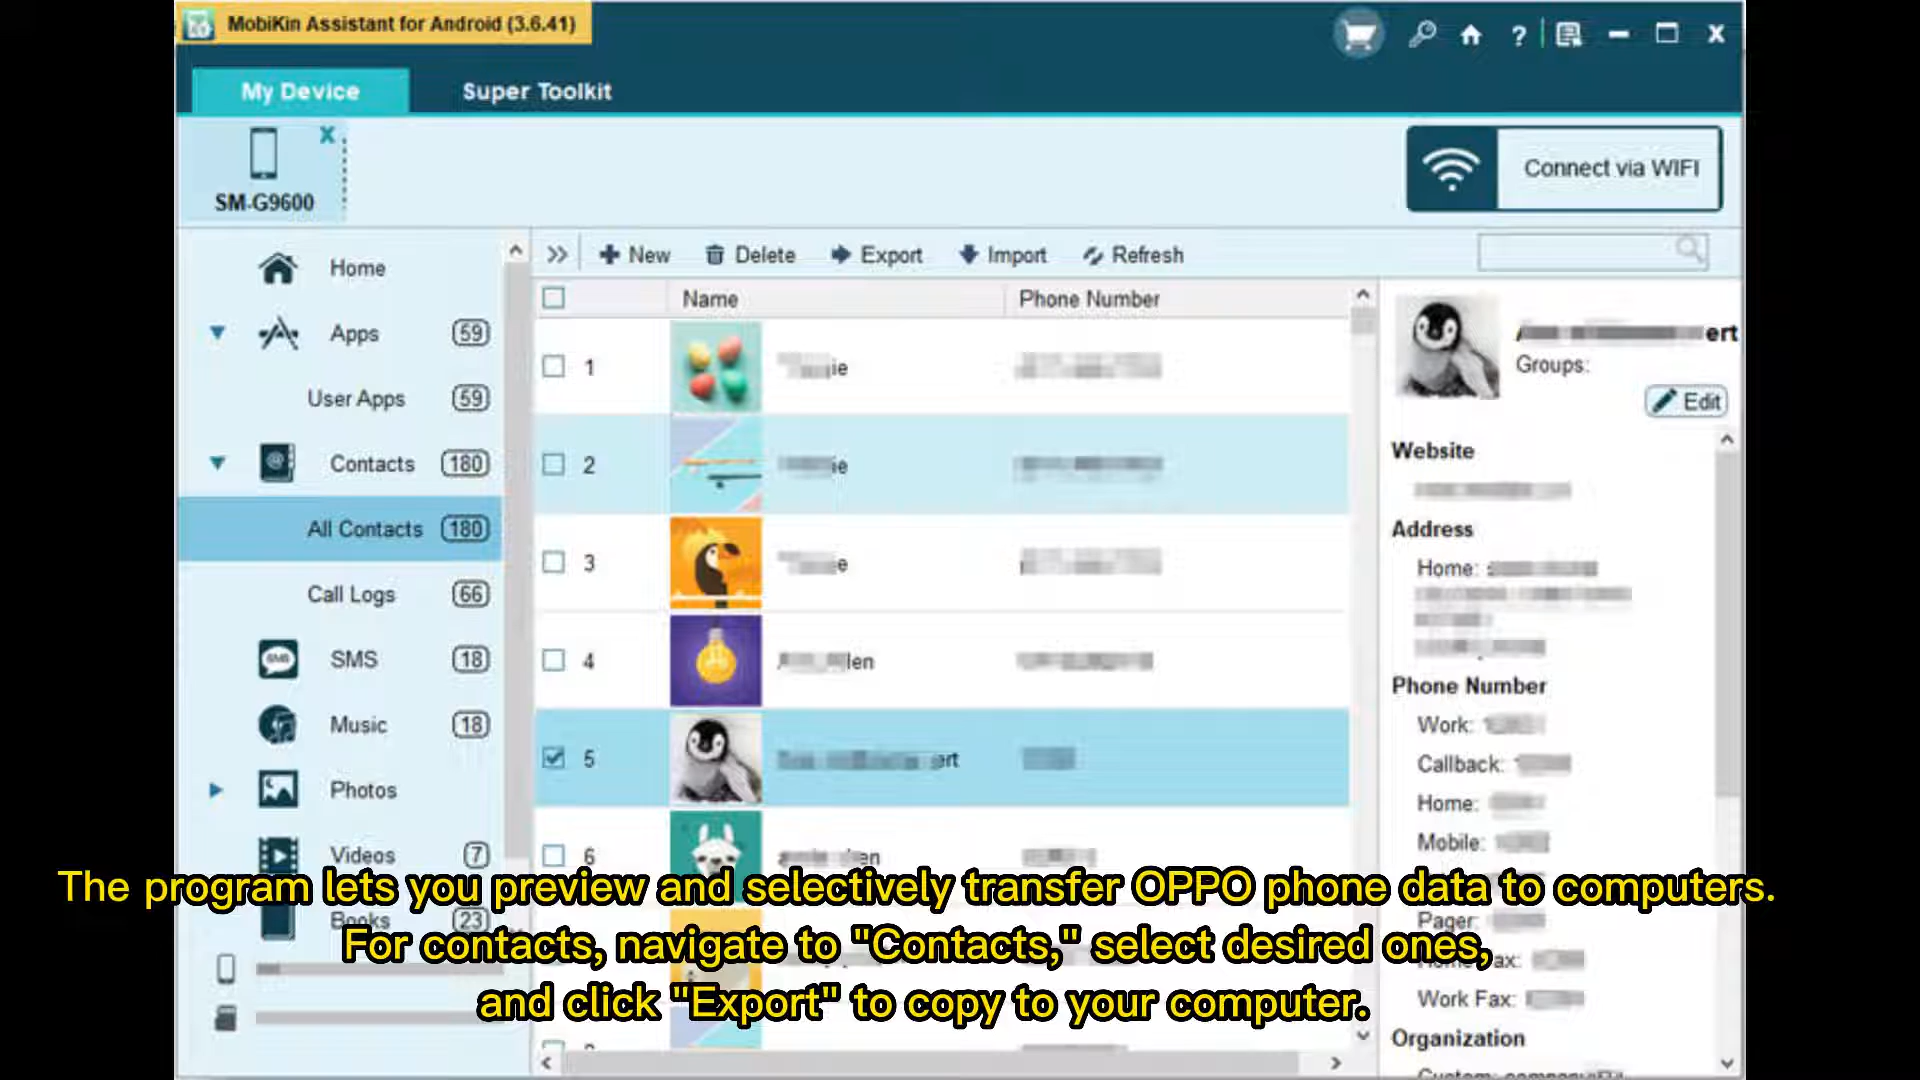 MobiKin Assistant for Android (3.6.41)
?
My Device
Super Toolkit
SM-G9600
Connect via WIFI
New
Delete
Export
Import
Refresh
Home
Apps
59
User Apps
59
Contacts
180
All Contacts
180
Call Logs
66
SMS
18
Music
18
Photos
Videos
7
Books
23
Name
Phone Number
1
2
3
4
5
6
Groups:
Edit
Website
Address
Home:
Phone Number
Work:
Callback:
Home:
Mobile:
Pager:
Home Fax:
Work Fax:
Organization
The program lets you preview and selectively transfer OPPO phone data to computers.
For contacts, navigate to "Contacts," select desired ones,
and click "Export" to copy to your computer.